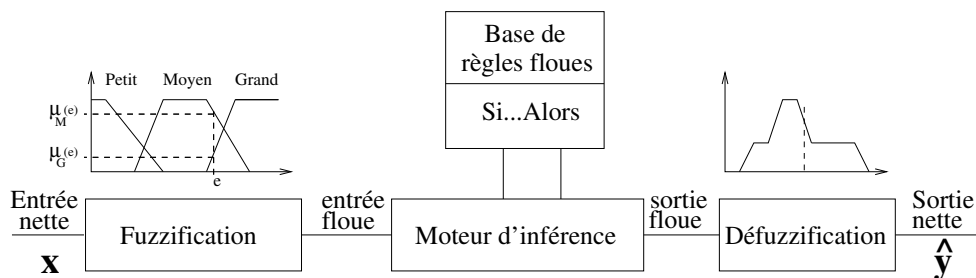 Base de
règles floues
Si...Alors
Petit Moyen Grand
μM(e)
μG(e)
e
Entrée
nette
x
Fuzzification
entrée
floue
Moteur d'inférence
sortie
floue
Défuzzification
Sortie
nette
ŷ